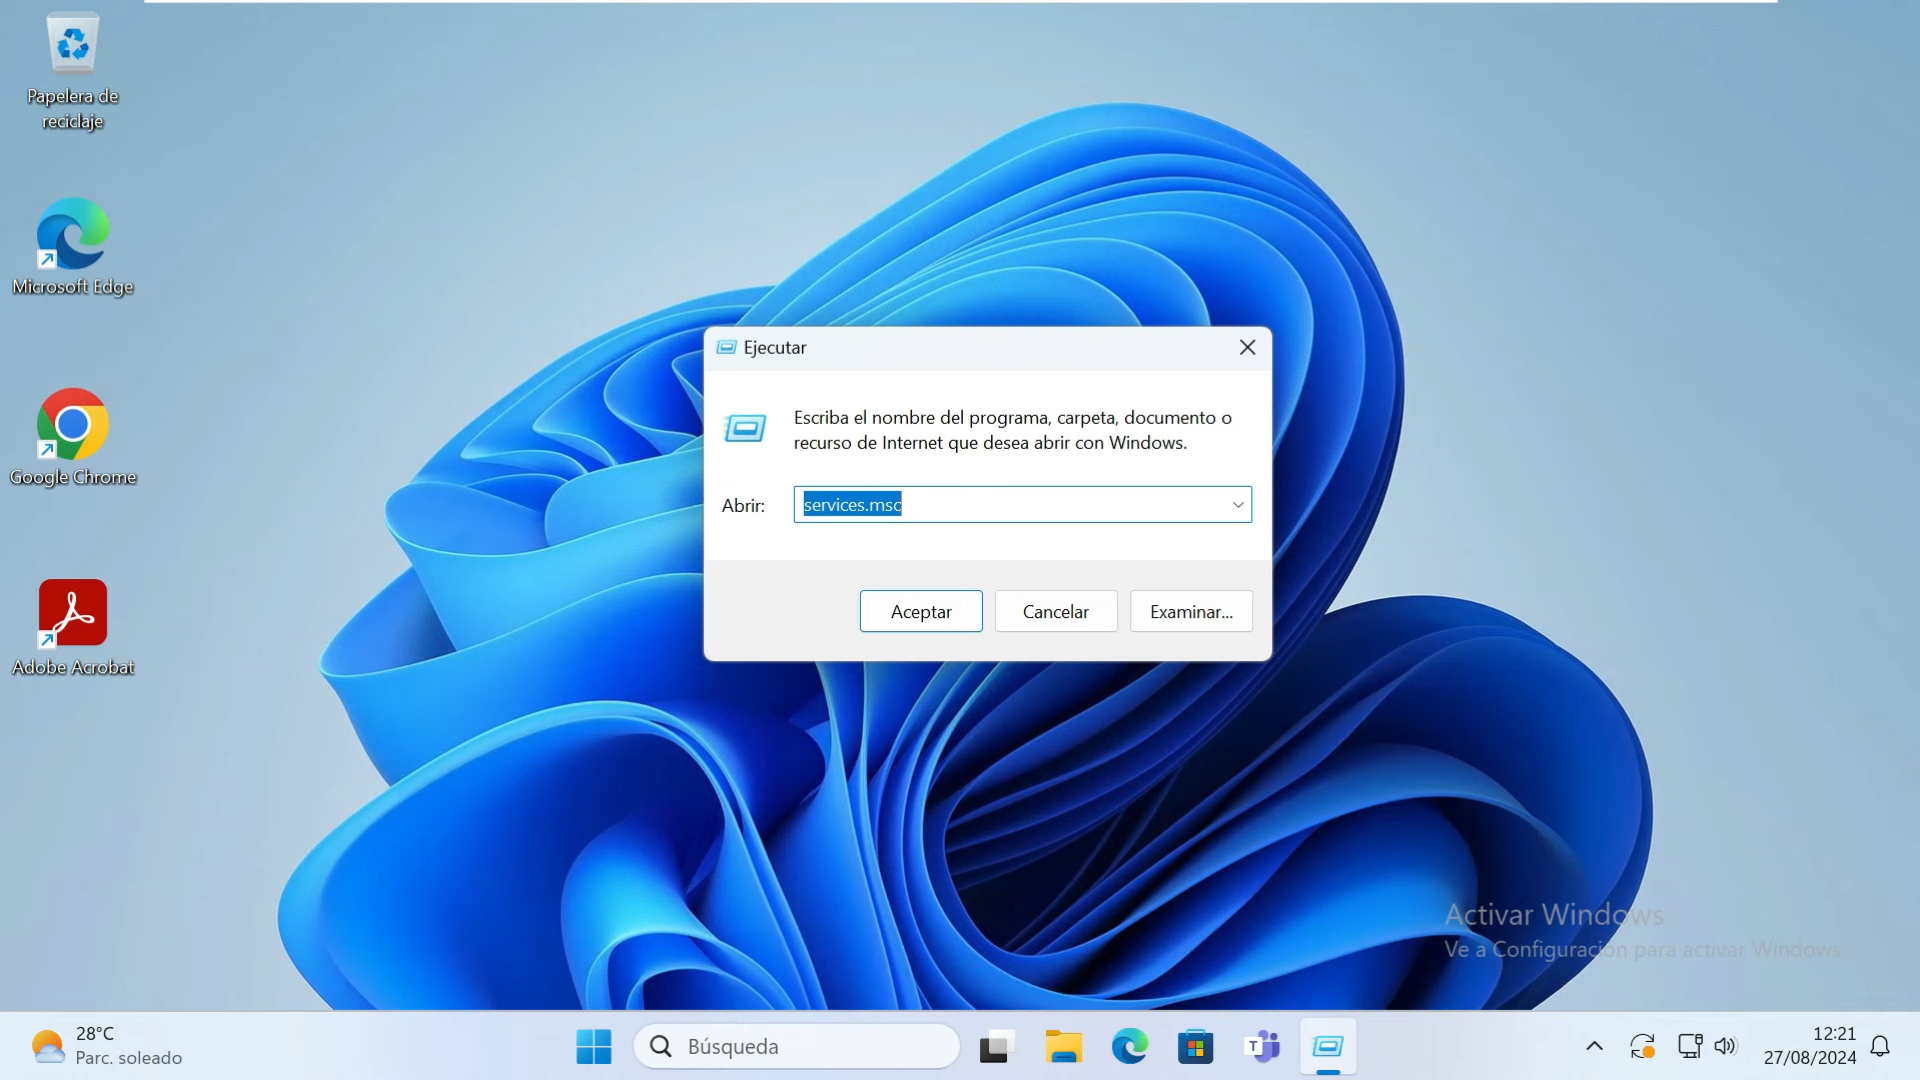 Papelera de
reciclaje
Microsoft Edge
Google Chrome
Adobe Acrobat
Ejecutar
Escriba el nombre del programa, carpeta, documento o
recurso de Internet que desea abrir con Windows.
Abrir:
services.msc
Aceptar
Cancelar
Examinar...
Activar Windows
Ve a Configuración para activar Windows
28°C
Parc. soleado
Búsqueda
T
12:21
27/08/2024